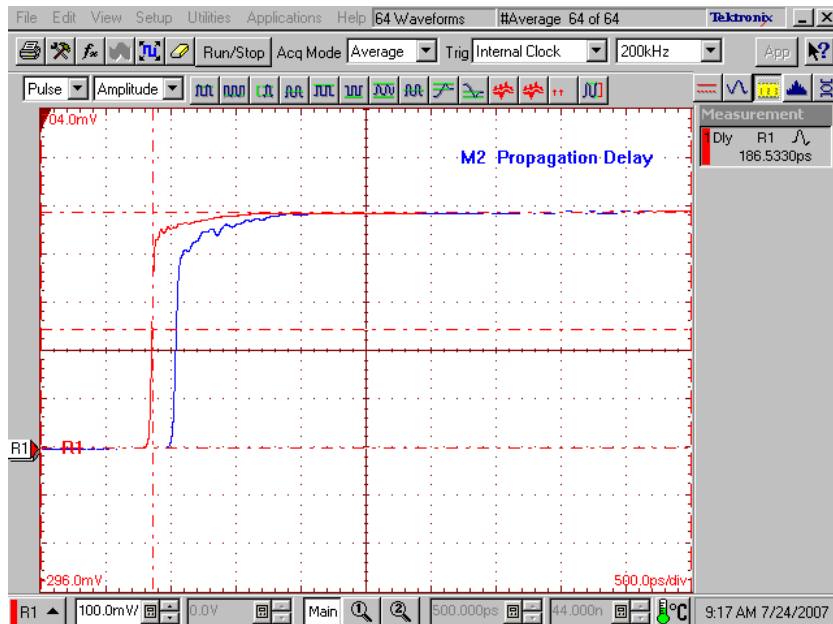 File Edit View Setup Utilities Applications Help 64 Waveforms #Average 64 of 64 Tektronix
Run/Stop Acq Mode Average Trig Internal Clock 200kHz App
Pulse Amplitude
Measurement
1 Dly R1
186.5330ps
04.0mV
M2 Propagation Delay
R1 R1
-296.0mV 500.0ps/div
R1 100.0mV/ 0.0V Main 1 2 500.000ps 44.000n °C 9:17 AM 7/24/2007